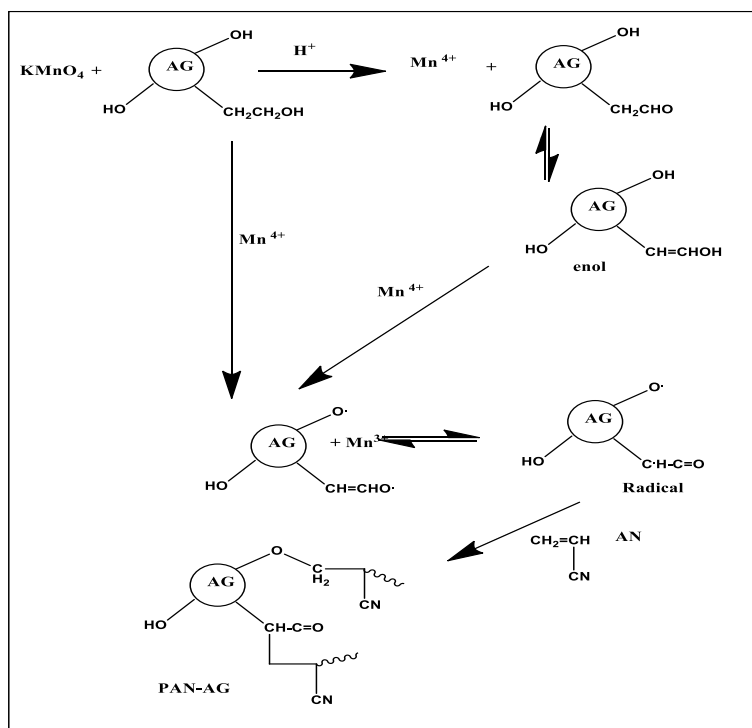 OH
OH
KMnO4 +
AG
H+
Mn 4+
+
AG
HO
CH2CH2OH
HO
CH2CHO
OH
AG
Mn 4+
HO
CH=CHOH
enol
Mn 4+
O·
O·
AG
+ Mn3+
AG
HO
CH=CHO·
HO
C·H-C=O
Radical
CH2=CH
AN
CN
O
C
H2
AG
CN
HO
CH-C=O
PAN-AG
CN